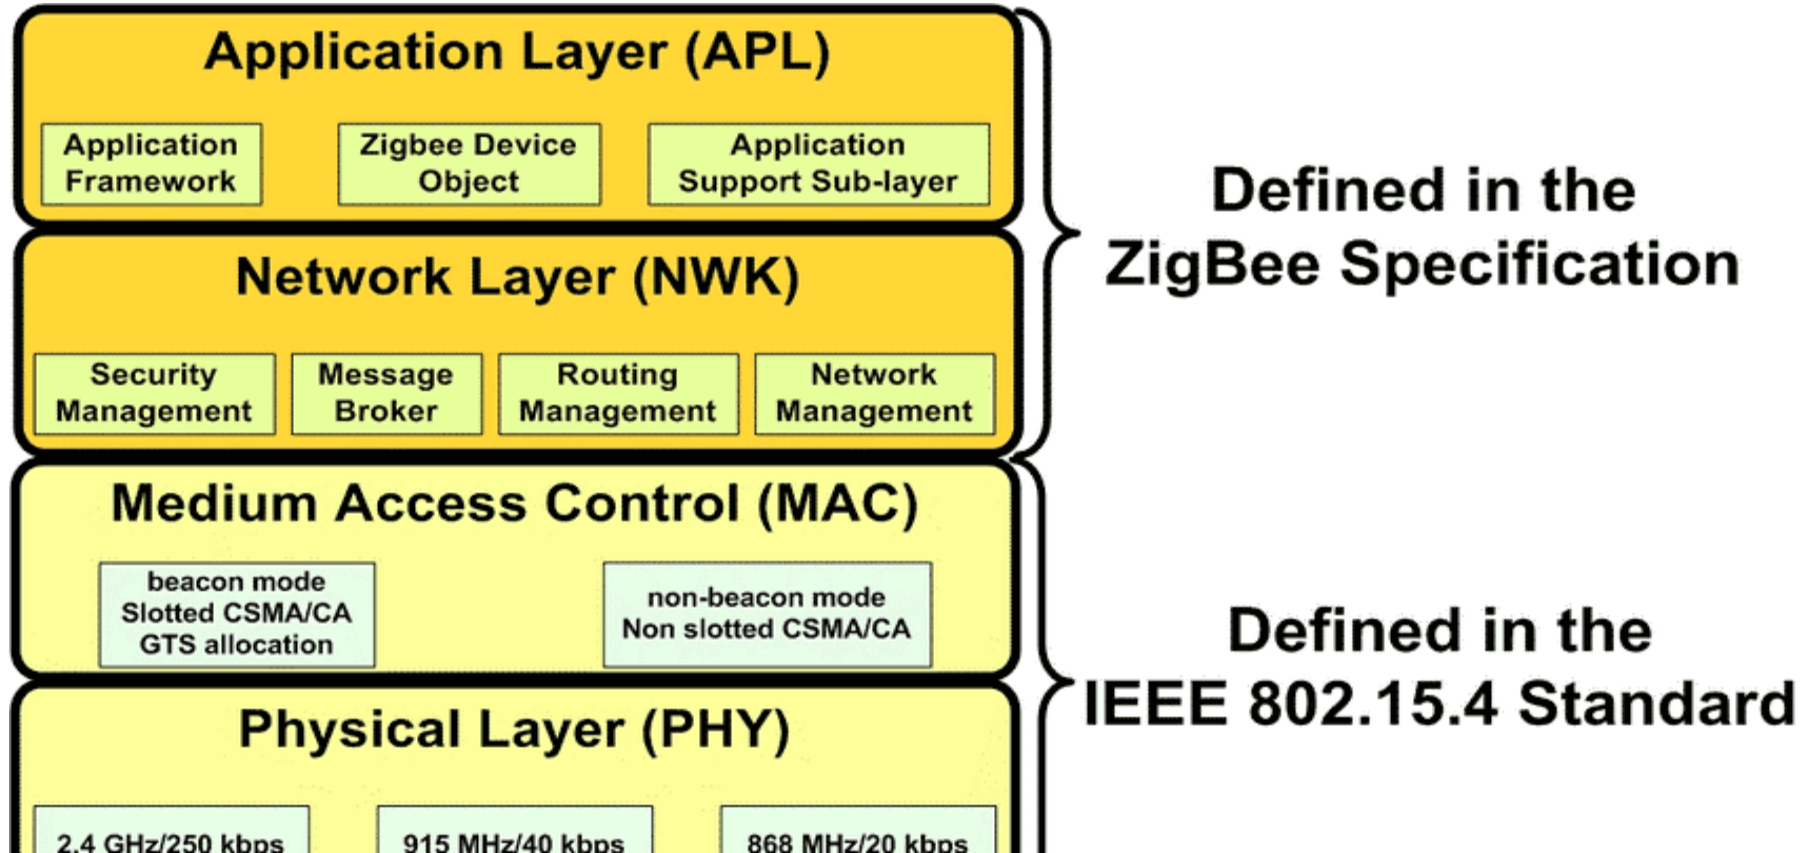 Application Layer (APL)
Application
Framework
Zigbee Device
Object
Application
Support Sub-layer
Network Layer (NWK)
Security
Management
Message
Broker
Routing
Management
Network
Management
Defined in the
ZigBee Specification
Medium Access Control (MAC)
beacon mode
Slotted CSMA/CA
GTS allocation
non-beacon mode
Non slotted CSMA/CA
Physical Layer (PHY)
2.4 GHz/250 kbps
915 MHz/40 kbps
868 MHz/20 kbps
Defined in the
IEEE 802.15.4 Standard